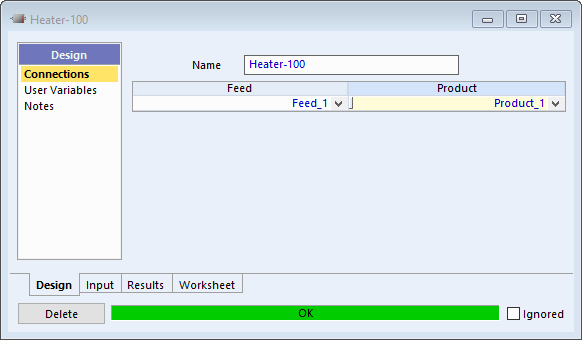 Heater-100
Design
Connections
User Variables
Notes
Name
Heater-100
Feed Product
Feed_1 Product_1
Design Input Results Worksheet
Delete OK Ignored